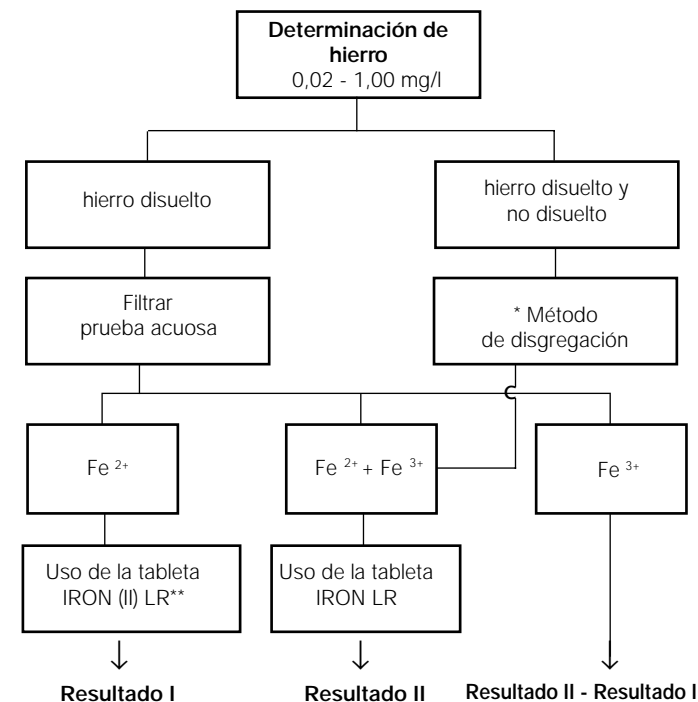 Determinación de
hierro
0,02 - 1,00 mg/l
hierro disuelto
hierro disuelto y
no disuelto
Filtrar
prueba acuosa
* Método
de disgregación
Fe 2+
Fe 2+ + Fe 3+
Fe 3+
Uso de la tableta
IRON (II) LR**
Uso de la tableta
IRON LR
Resultado I
Resultado II
Resultado II - Resultado I